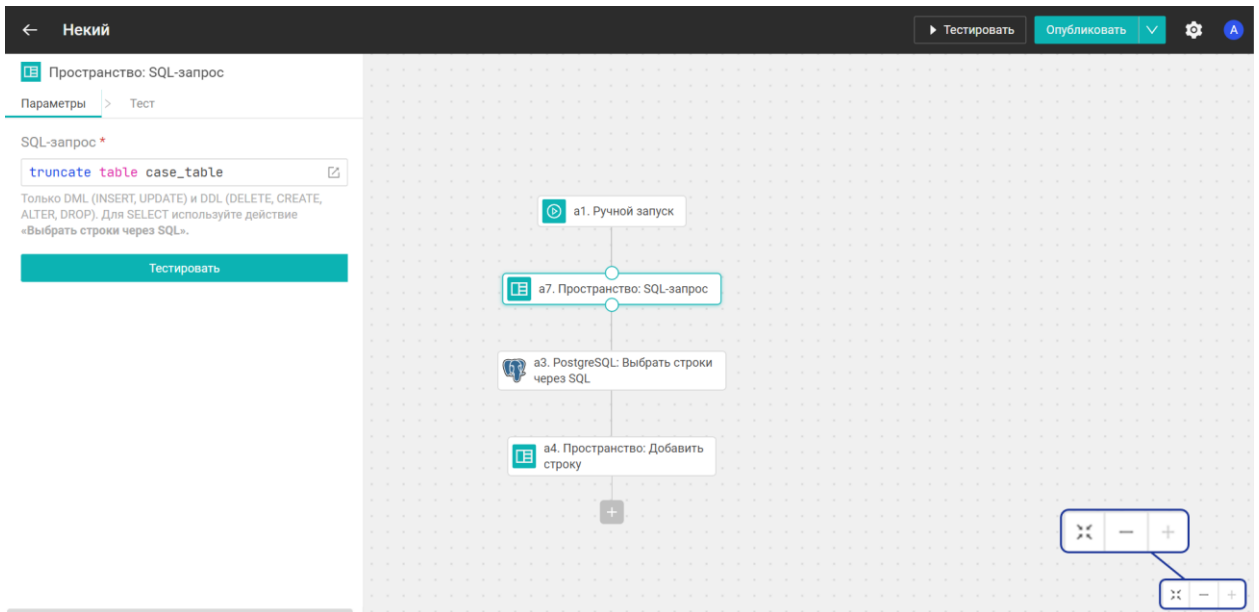 Некий
Тестировать
Опубликовать
A
Пространство: SQL-запрос
Параметры > Тест
SQL-запрос *
truncate table case_table
Только DML (INSERT, UPDATE) и DDL (DELETE, CREATE,
ALTER, DROP). Для SELECT используйте действие
«Выбрать строки через SQL».
Тестировать
a1. Ручной запуск
a7. Пространство: SQL-запрос
a3. PostgreSQL: Выбрать строки
через SQL
a4. Пространство: Добавить
строку